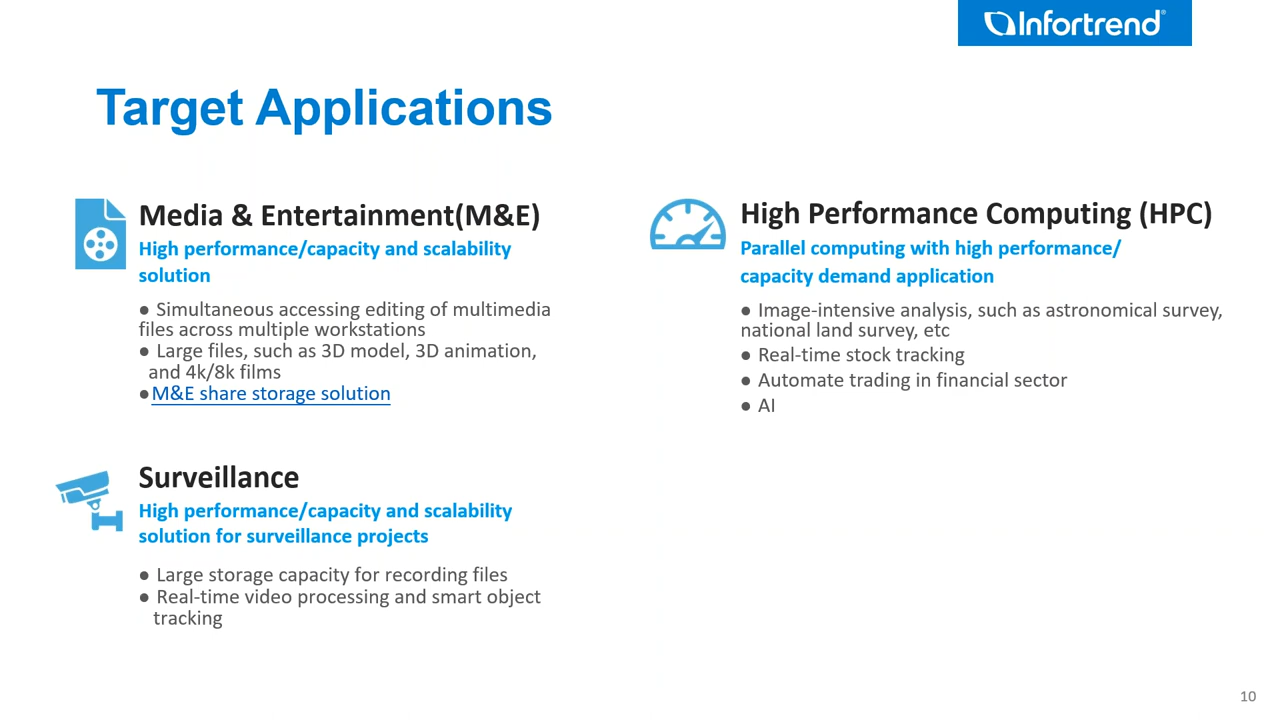 Infortrend®
Target Applications
Media & Entertainment(M&E)
High performance/capacity and scalability
solution
● Simultaneous accessing editing of multimedia
files across multiple workstations
● Large files, such as 3D model, 3D animation,
and 4k/8k films
●M&E share storage solution
Surveillance
High performance/capacity and scalability
solution for surveillance projects
● Large storage capacity for recording files
● Real-time video processing and smart object
tracking
High Performance Computing (HPC)
Parallel computing with high performance/
capacity demand application
● Image-intensive analysis, such as astronomical survey,
national land survey, etc
● Real-time stock tracking
● Automate trading in financial sector
● AI
10